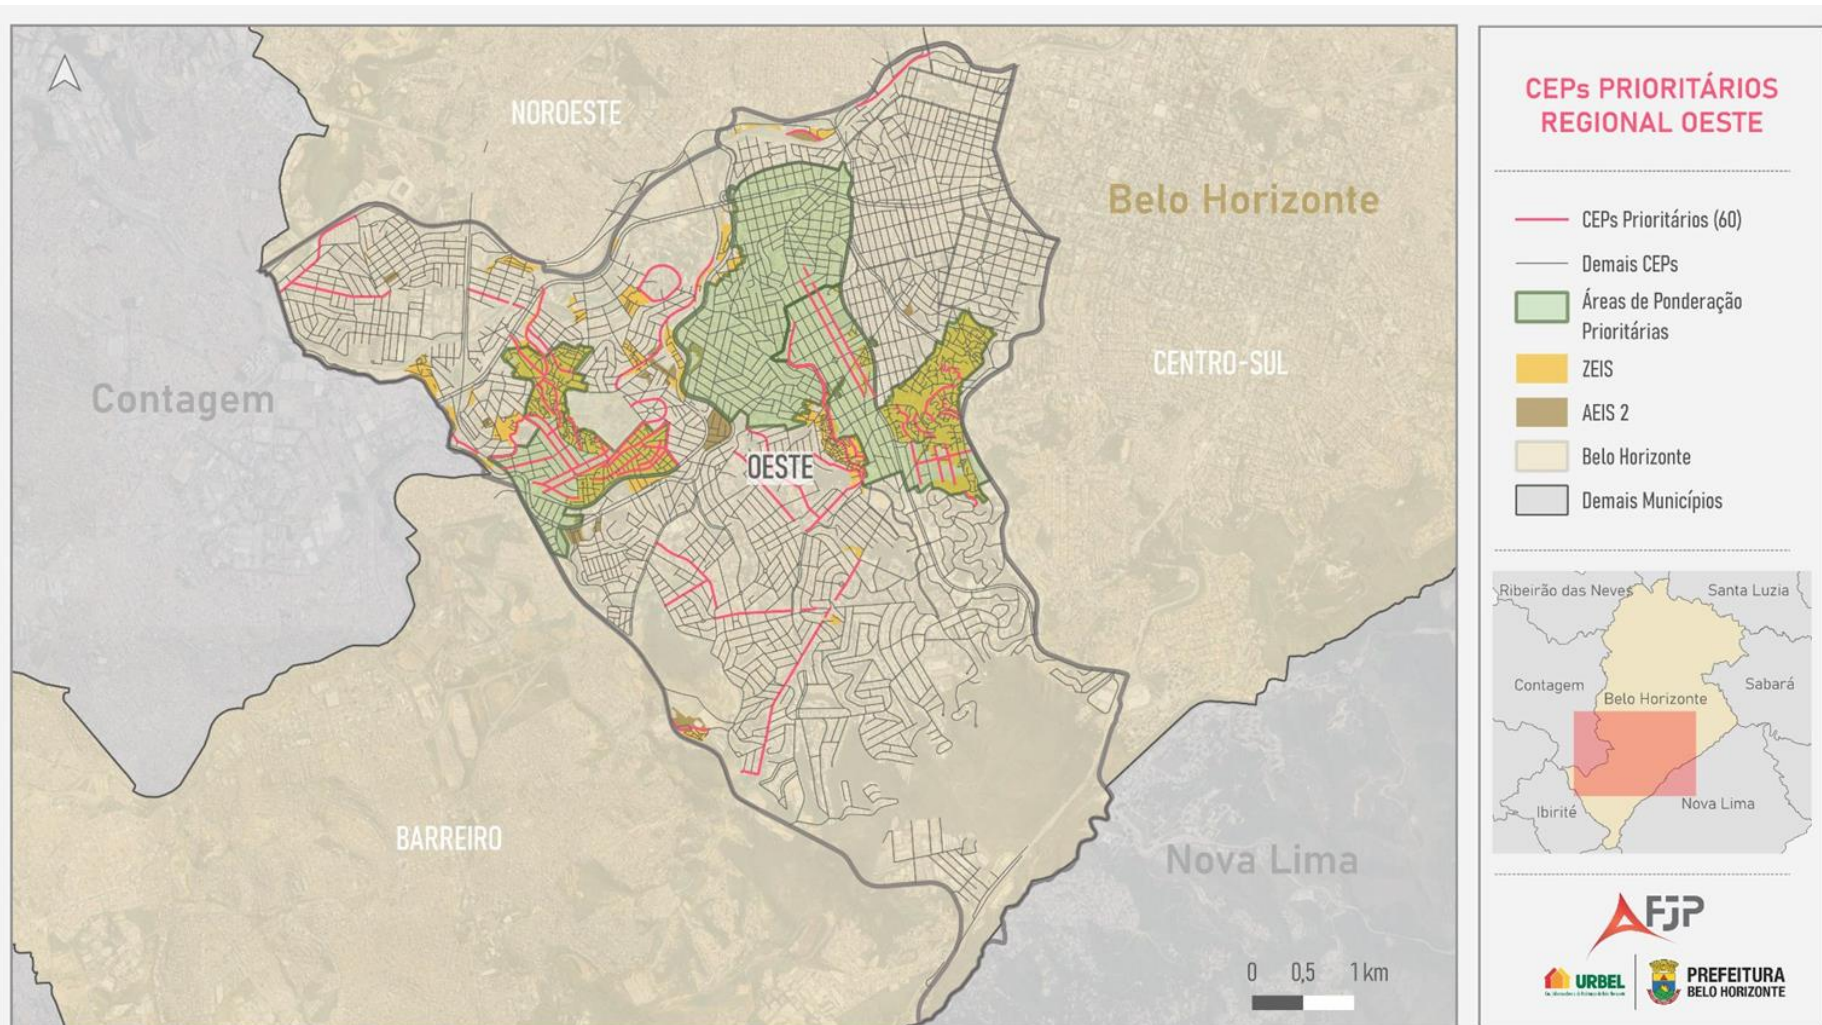 NOROESTE
Belo Horizonte
Contagem
CENTRO-SUL
OESTE
BARREIRO
Nova Lima
0 0,5 1 km
CEPs PRIORITÁRIOS
REGIONAL OESTE
CEPs Prioritários (60)
Demais CEPs
Áreas de Ponderação
Prioritárias
ZEIS
AEIS 2
Belo Horizonte
Demais Municípios
Ribeirão das Neves
Santa Luzia
Contagem
Sabará
Belo Horizonte
Ibirité
Nova Lima
FJP
URBEL
PREFEITURA
BELO HORIZONTE